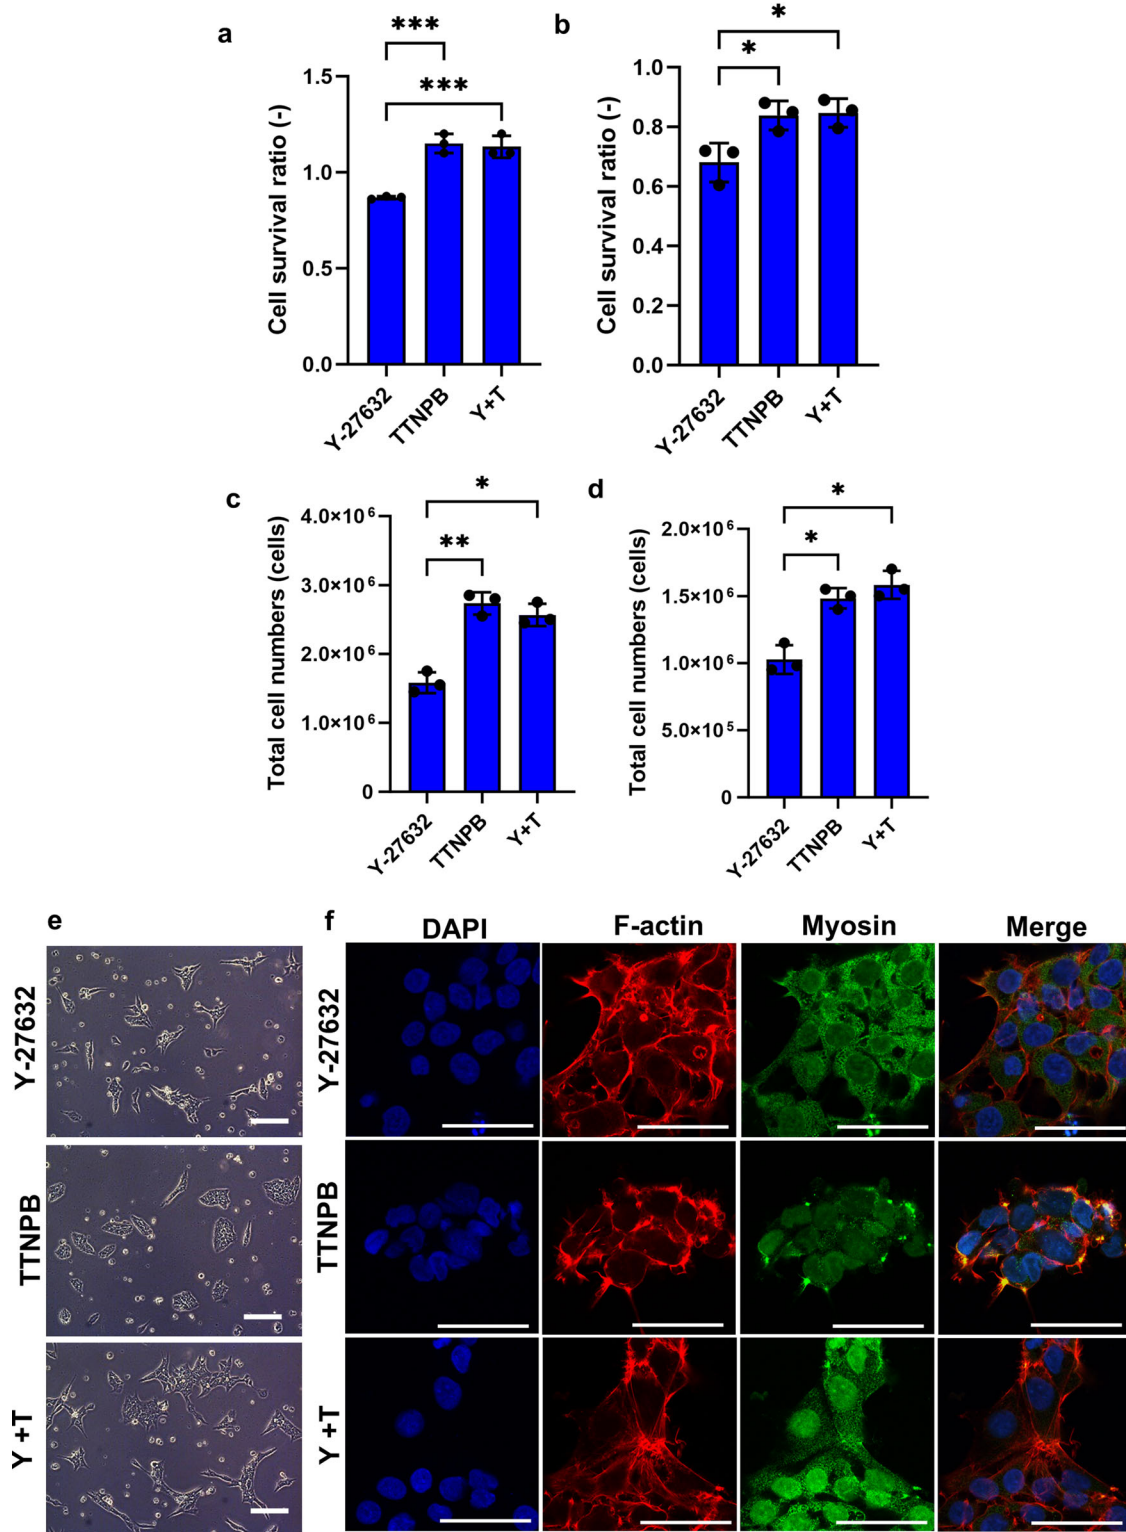 a
***
***
Cell survival ratio (-)
1.5
1.0
0.5
0.0
Y-27632
TTNPB
Y+T
b
*
*
Cell survival ratio (-)
1.0
0.8
0.6
0.4
0.2
0.0
Y-27632
TTNPB
Y+T
c
*
**
Total cell numbers (cells)
4.0×10⁶
3.0×10⁶
2.0×10⁶
1.0×10⁶
0
Y-27632
TTNPB
Y+T
d
*
*
Total cell numbers (cells)
2.0×10⁶
1.5×10⁶
1.0×10⁶
5.0×10⁵
0
Y-27632
TTNPB
Y+T
e
Y-27632
TTNPB
Y +T
f
DAPI
F-actin
Myosin
Merge
Y-27632
TTNPB
Y +T